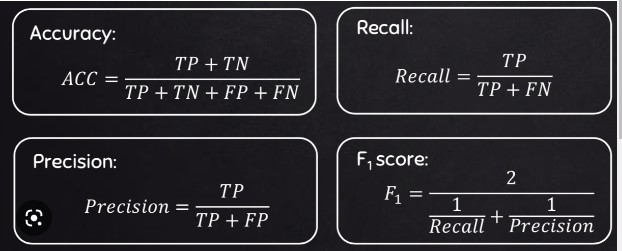 Accuracy:
ACC = TP + TN / TP + TN + FP + FN
Recall:
Recall = TP / TP + FN
Precision:
Precision = TP / TP + FP
F₁ score:
F₁ = 2 / 1 / Recall + 1 / Precision